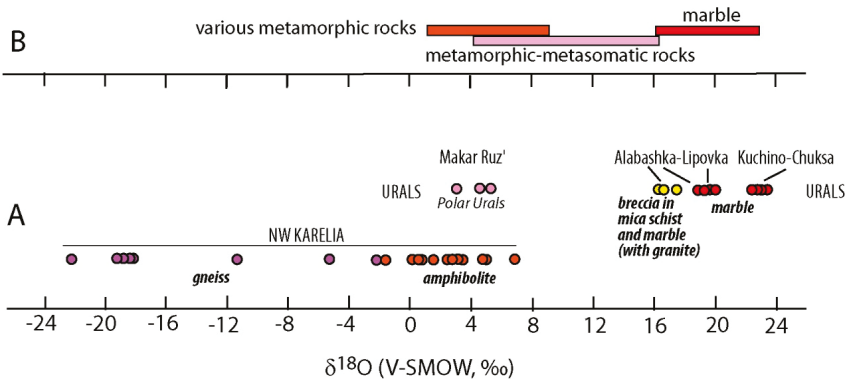 B
various metamorphic rocks
marble
metamorphic-metasomatic rocks
A
URALS
Makar Ruz'
Polar Urals
Alabashka-Lipovka
Kuchino-Chuksa
URALS
breccia in
mica schist
and marble
(with granite)
marble
NW KARELIA
gneiss
amphibolite
-24 -20 -16 -12 -8 -4 0 4 8 12 16 20 24
δ¹⁸O (V-SMOW, ‰)